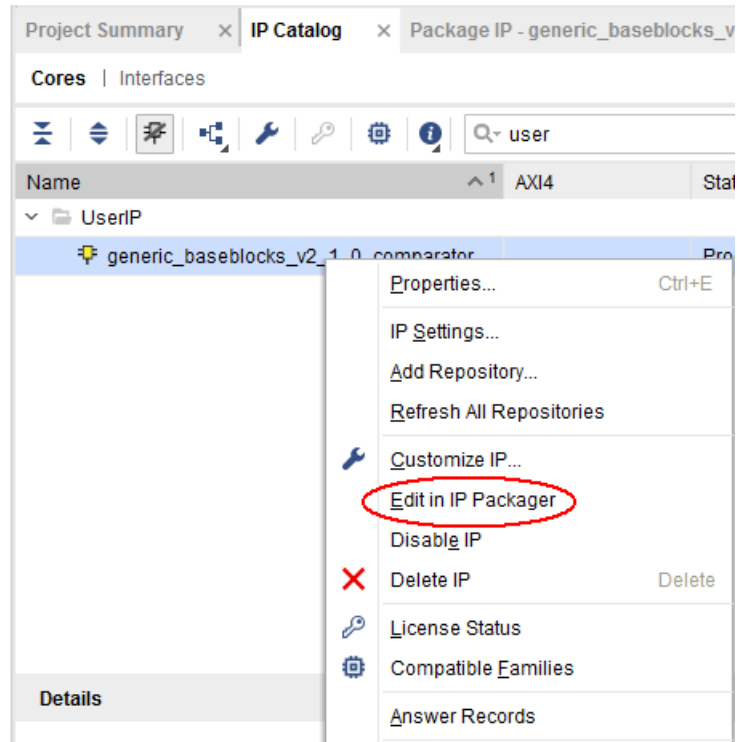 Project Summary × IP Catalog × Package IP - generic_baseblocks_v
Cores | Interfaces
user
Name 1 AXI4 Stat
UserIP
generic_baseblocks_v2_1_0_comparator Pro
Properties... Ctrl+E
IP Settings...
Add Repository...
Refresh All Repositories
Customize IP...
Edit in IP Packager
Disable IP
Delete IP Delete
License Status
Compatible Families
Details
Answer Records